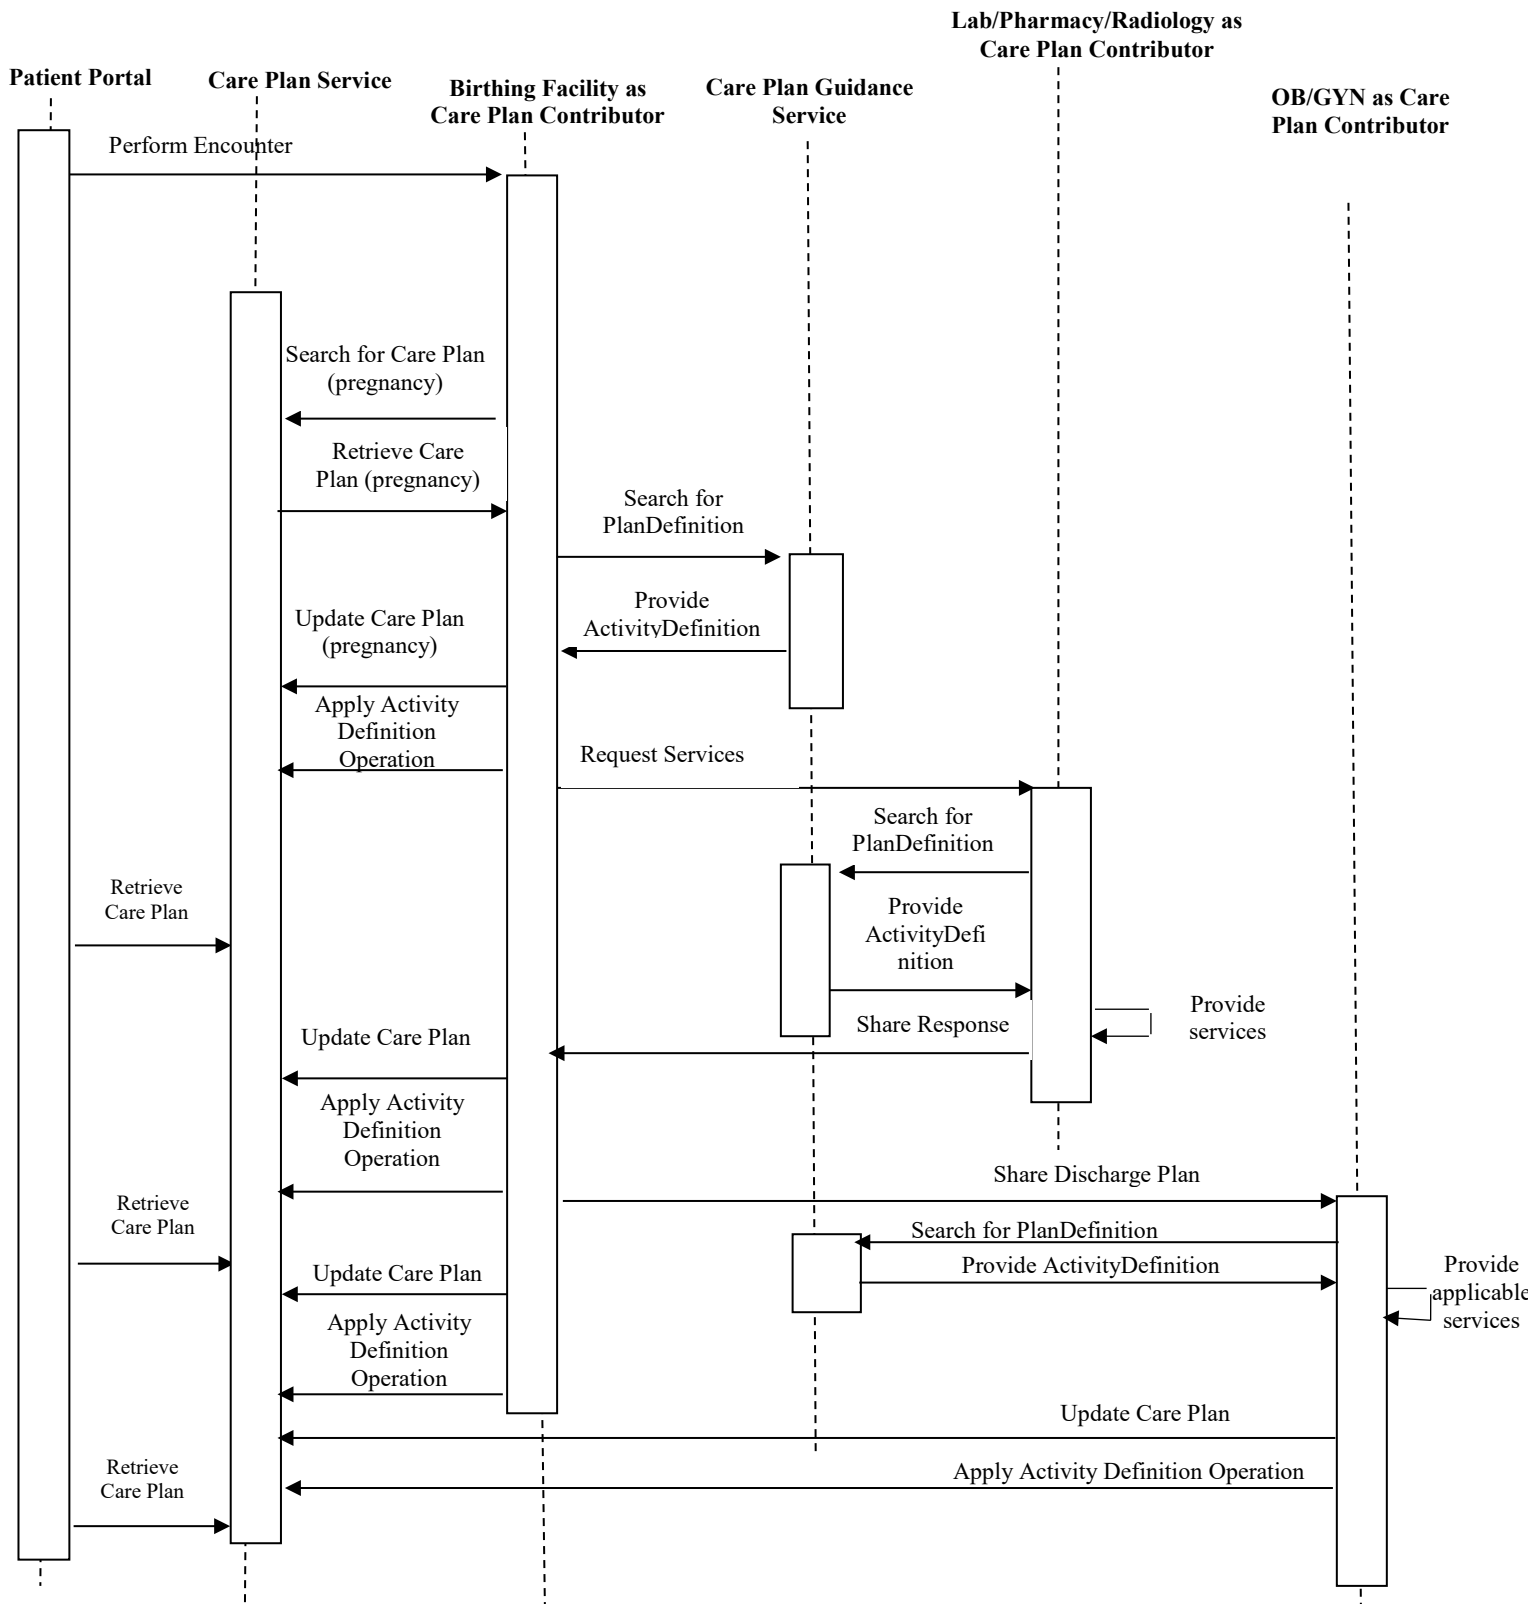 Lab/Pharmacy/Radiology as
Care Plan Contributor
Patient Portal
Care Plan Service
Birthing Facility as
Care Plan Contributor
Care Plan Guidance
Service
OB/GYN as Care
Plan Contributor
Perform Encounter
Search for Care Plan
(pregnancy)
Retrieve Care
Plan (pregnancy)
Search for
PlanDefinition
Provide
ActivityDefinition
Update Care Plan
(pregnancy)
Apply Activity
Definition
Operation
Request Services
Search for
PlanDefinition
Retrieve
Care Plan
Provide
ActivityDefi
nition
Provide
services
Share Response
Update Care Plan
Apply Activity
Definition
Operation
Share Discharge Plan
Retrieve
Care Plan
Search for PlanDefinition
Provide ActivityDefinition
Provide
applicable
services
Update Care Plan
Apply Activity
Definition
Operation
Update Care Plan
Retrieve
Care Plan
Apply Activity Definition Operation